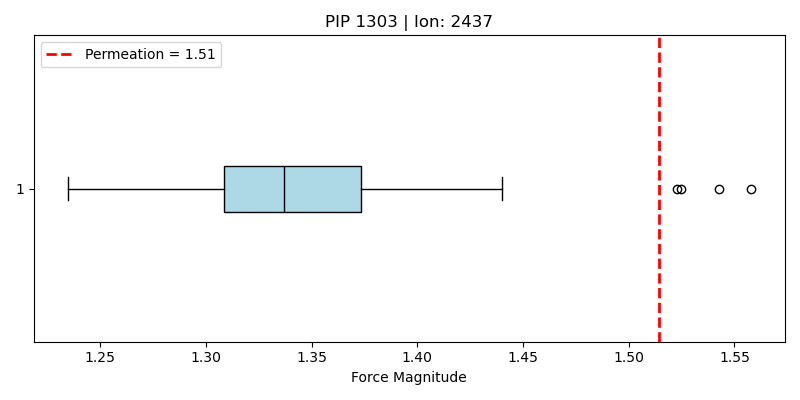 PIP 1303 | Ion: 2437
Permeation = 1.51
1
1.25 1.30 1.35 1.40 1.45 1.50 1.55
Force Magnitude